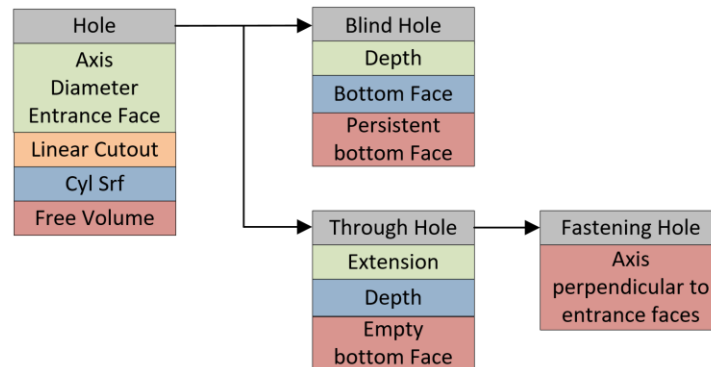 Hole
Axis
Diameter
Entrance Face
Linear Cutout
Cyl Srf
Free Volume
Blind Hole
Depth
Bottom Face
Persistent
bottom Face
Through Hole
Extension
Depth
Empty
bottom Face
Fastening Hole
Axis
perpendicular to
entrance faces